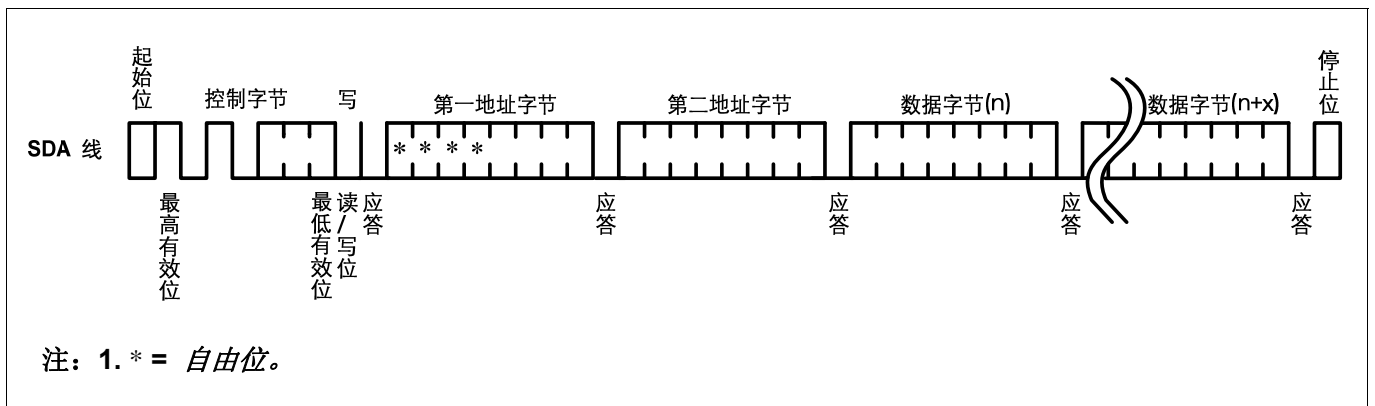 起始位
控制字节
写
第一地址字节
第二地址字节
数据字节(n)
数据字节(n+x)
停止位
SDA 线
* * * *
最高有效位
最低有效位
读/写位
应答
应答
应答
应答
应答
注：1. * = 自由位。